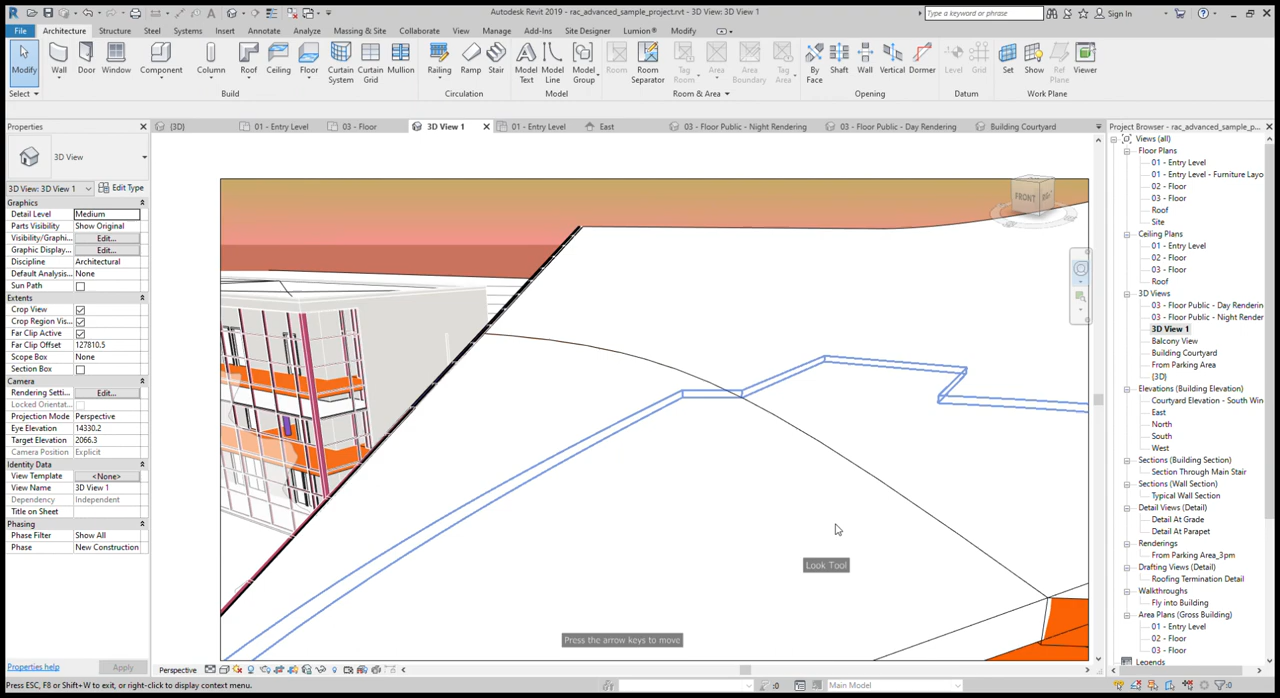 Autodesk Revit 2019 - rac_advanced_sample_project.rvt - 3D View: 3D View 1
Type a keyword or phrase
Sign In
File Architecture Structure Steel Systems Insert Annotate Analyze Massing & Site Collaborate View Manage Add-Ins Site Designer Lumion® Modify
Modify Wall Door Window Component Column Roof Ceiling Floor Curtain System Curtain Grid Mullion Railing Ramp Stair Model Text Model Line Model Group Room Room Separator Tag Room Area Area Boundary Tag Area By Face Shaft Wall Vertical Dormer Level Grid Set Show Ref Plane Viewer
Select Build Circulation Model Room & Area Opening Datum Work Plane
Properties
{3D} 01 - Entry Level 03 - Floor 3D View 1 01 - Entry Level East 03 - Floor Public - Night Rendering 03 - Floor Public - Day Rendering Building Courtyard
3D View
3D View: 3D View 1 Edit Type
Graphics
Detail Level Medium
Parts Visibility Show Original
Visibility/Graphi... Edit...
Graphic Display... Edit...
Discipline Architectural
Default Analysis... None
Sun Path
Extents
Crop View
Crop Region Vis...
Far Clip Active
Far Clip Offset 127810.5
Scope Box None
Section Box
Camera
Rendering Setti... Edit...
Locked Orientat...
Projection Mode Perspective
Eye Elevation 14330.2
Target Elevation 2066.3
Camera Position Explicit
Identity Data
View Template <None>
View Name 3D View 1
Dependency Independent
Title on Sheet
Phasing
Phase Filter Show All
Phase New Construction
Properties help Apply
FRONT
Look Tool
Press the arrow keys to move
Perspective
Project Browser - rac_advanced_sample_p...
Views (all)
Floor Plans
01 - Entry Level
01 - Entry Level - Furniture Layo
02 - Floor
03 - Floor
Roof
Site
Ceiling Plans
01 - Entry Level
02 - Floor
03 - Floor
Roof
3D Views
03 - Floor Public - Day Renderin
03 - Floor Public - Night Render
3D View 1
Balcony View
Building Courtyard
From Parking Area
{3D}
Elevations (Building Elevation)
Courtyard Elevation - South Win
East
North
South
West
Sections (Building Section)
Section Through Main Stair
Sections (Wall Section)
Typical Wall Section
Detail Views (Detail)
Detail At Grade
Detail At Parapet
Renderings
From Parking Area_3pm
Drafting Views (Detail)
Roofing Termination Detail
Walkthroughs
Fly into Building
Area Plans (Gross Building)
01 - Entry Level
02 - Floor
03 - Floor
Legends
Press ESC, F8 or Shift+W to exit, or right-click to display context menu.
:0 Main Model :0